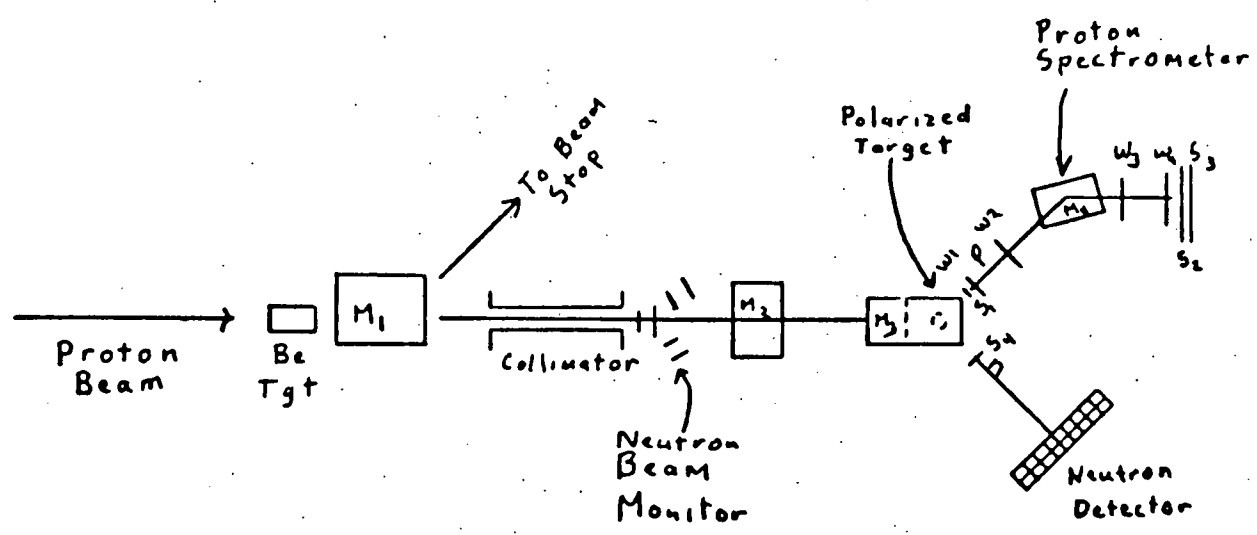 Proton
Spectrometer
Polarized
Target
To Beam
Stop
W3
S3
M4
W2
P
W1
S2
M1
M2
M3
S1
S4
Proton
Beam
Be
Tgt
Collimator
Neutron
Beam
Monitor
Neutron
Detector